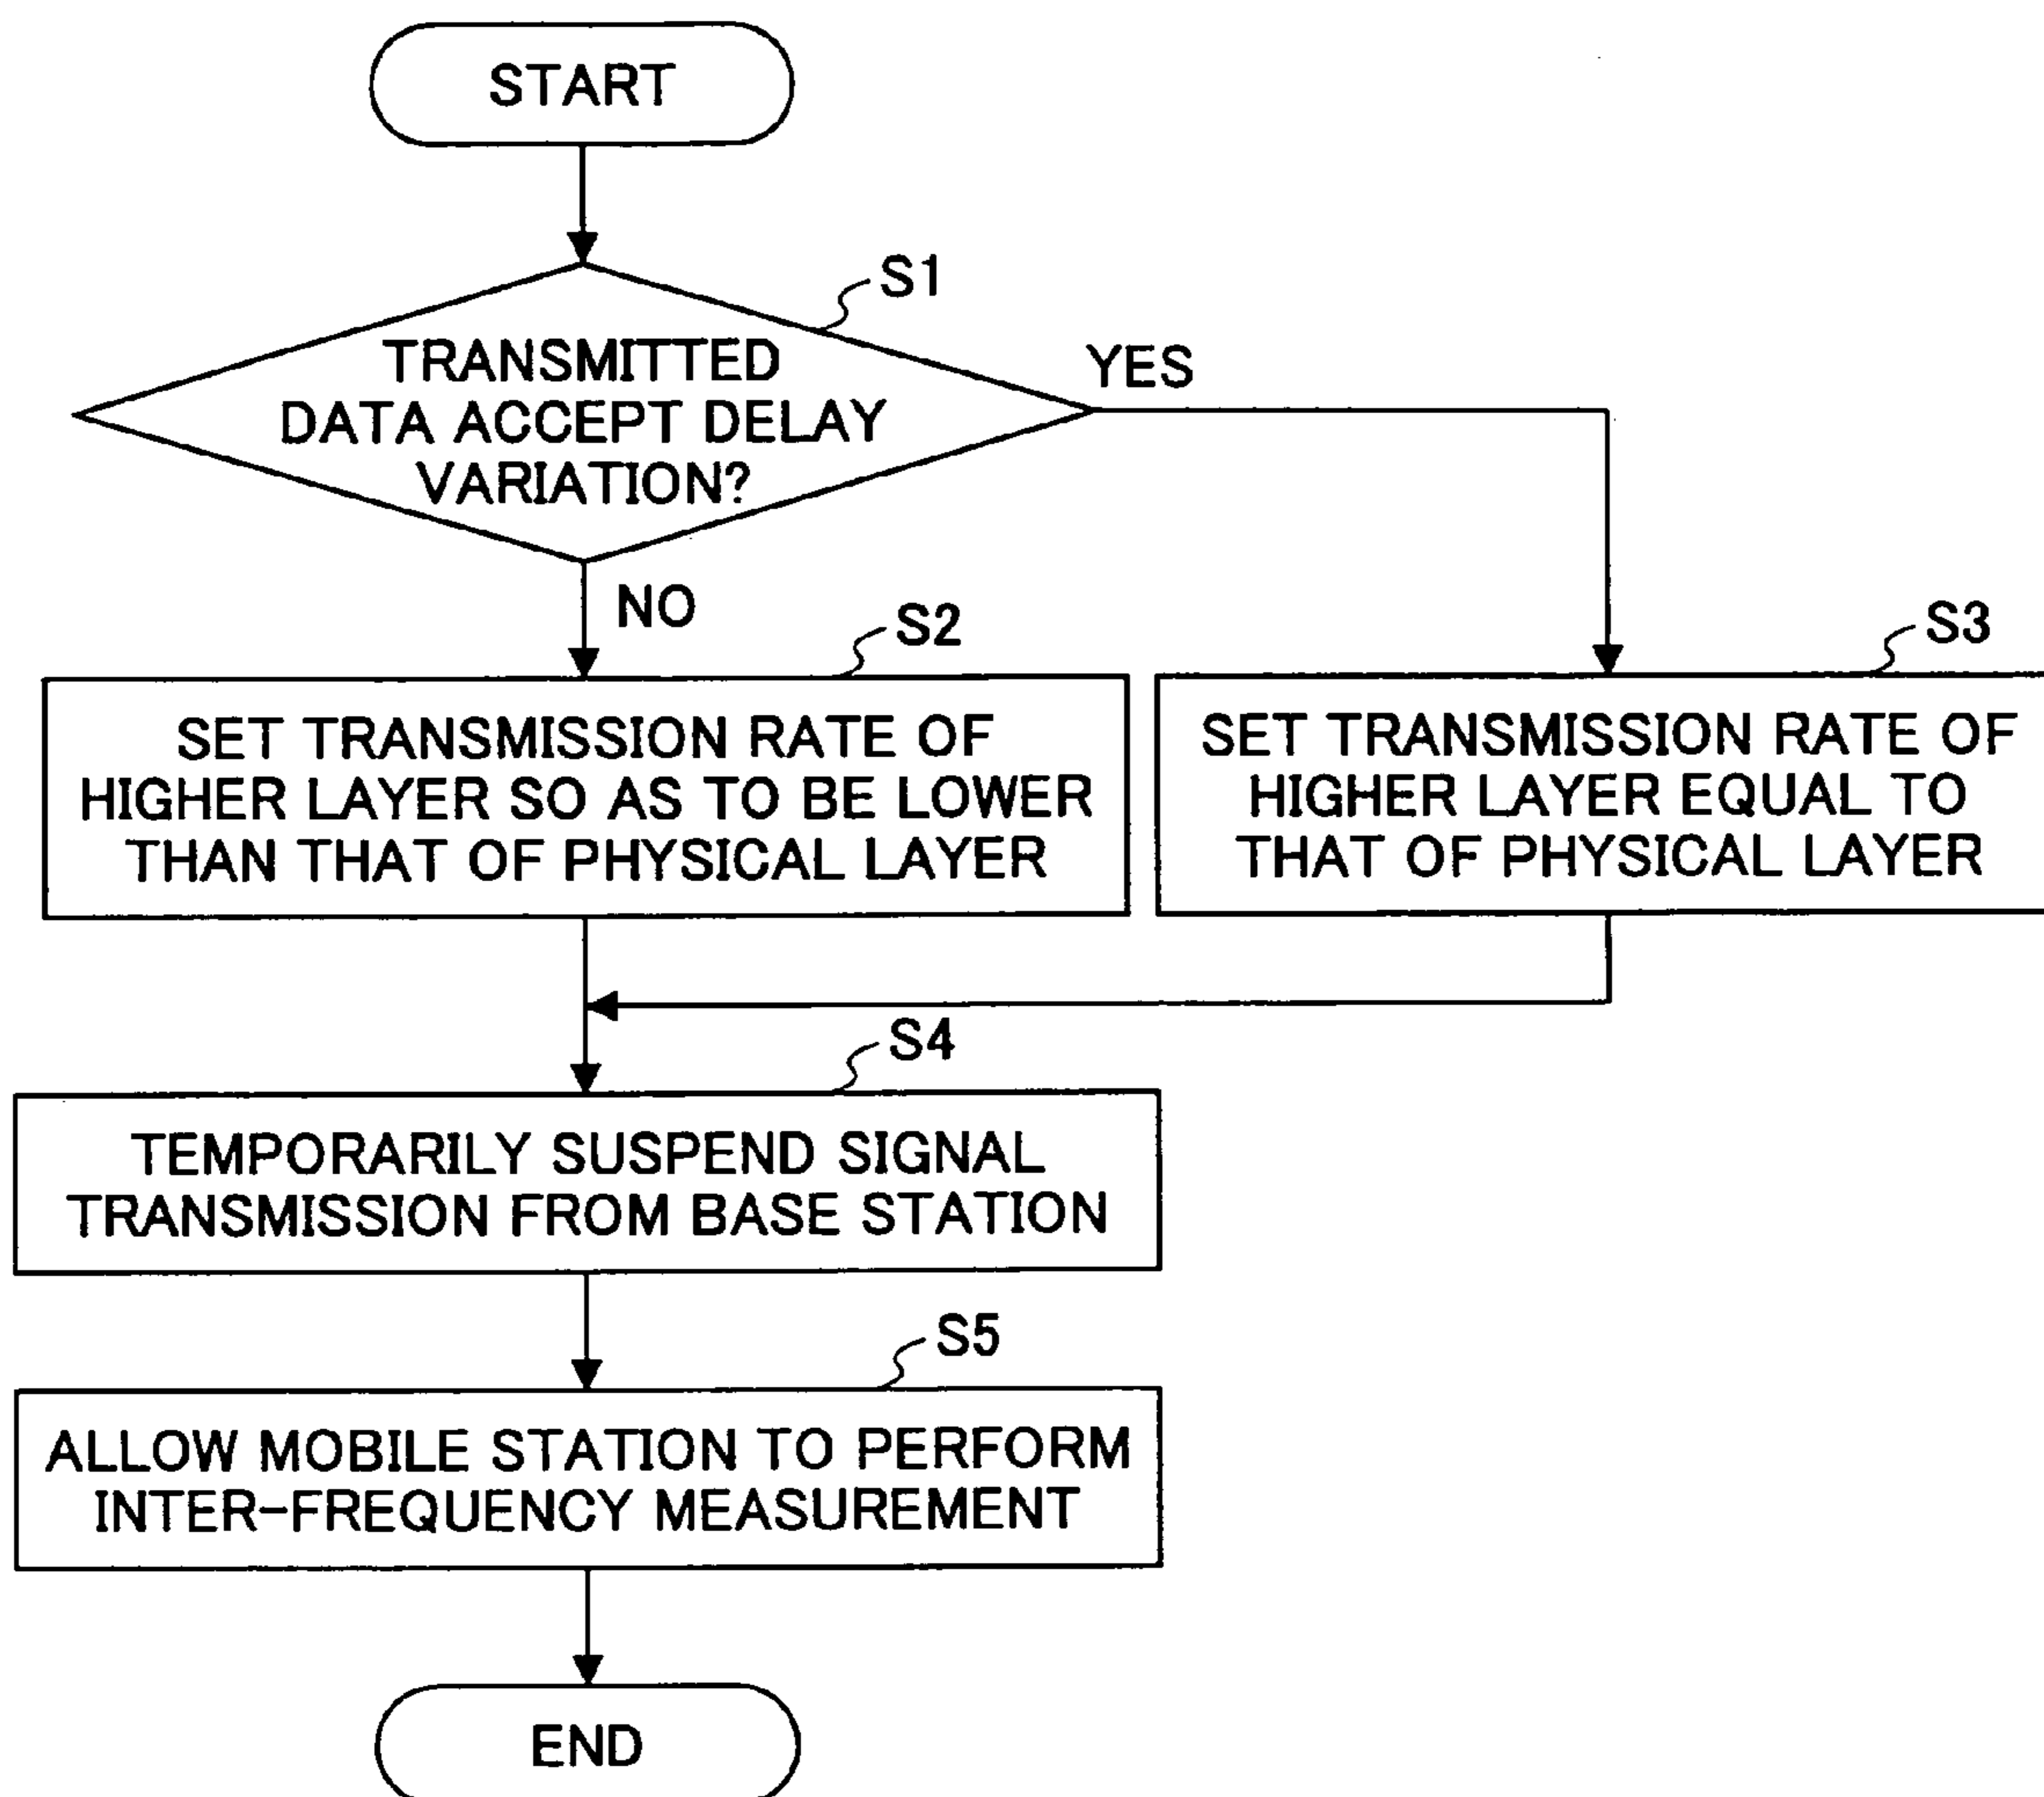 START
S1
TRANSMITTED
DATA ACCEPT DELAY
VARIATION?
YES
NO
S2
SET TRANSMISSION RATE OF
HIGHER LAYER SO AS TO BE LOWER
THAN THAT OF PHYSICAL LAYER
S3
SET TRANSMISSION RATE OF
HIGHER LAYER EQUAL TO
THAT OF PHYSICAL LAYER
S4
TEMPORARILY SUSPEND SIGNAL
TRANSMISSION FROM BASE STATION
S5
ALLOW MOBILE STATION TO PERFORM
INTER-FREQUENCY MEASUREMENT
END